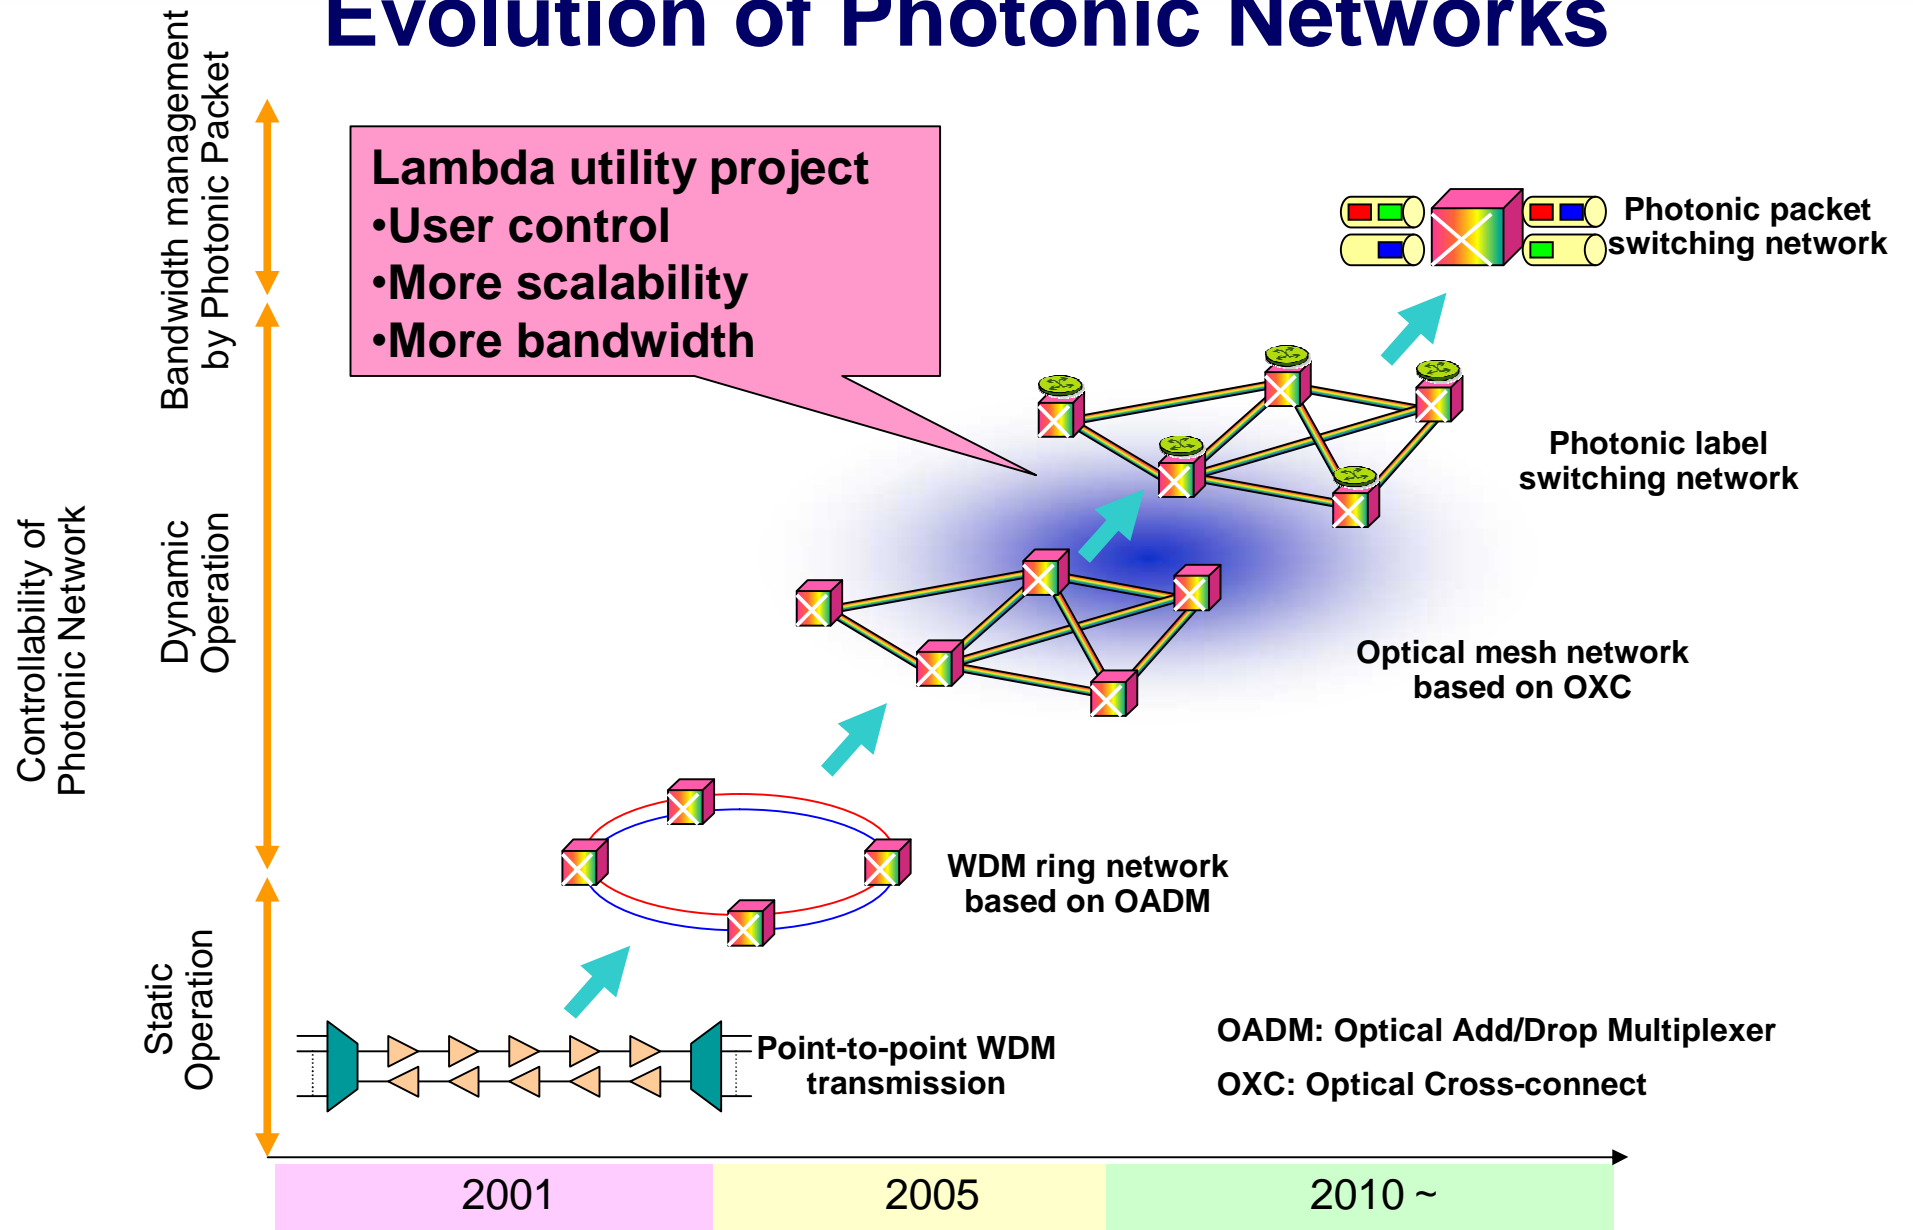 Evolution of Photonic Networks
Bandwidth management
by Photonic Packet
Lambda utility project
•User control
•More scalability
•More bandwidth
Photonic packet
switching network
Photonic label
switching network
Controllability of
Photonic Network
Dynamic
Operation
Optical mesh network
based on OXC
WDM ring network
based on OADM
Static
Operation
Point-to-point WDM
transmission
OADM: Optical Add/Drop Multiplexer
OXC: Optical Cross-connect
2001
2005
2010 ~